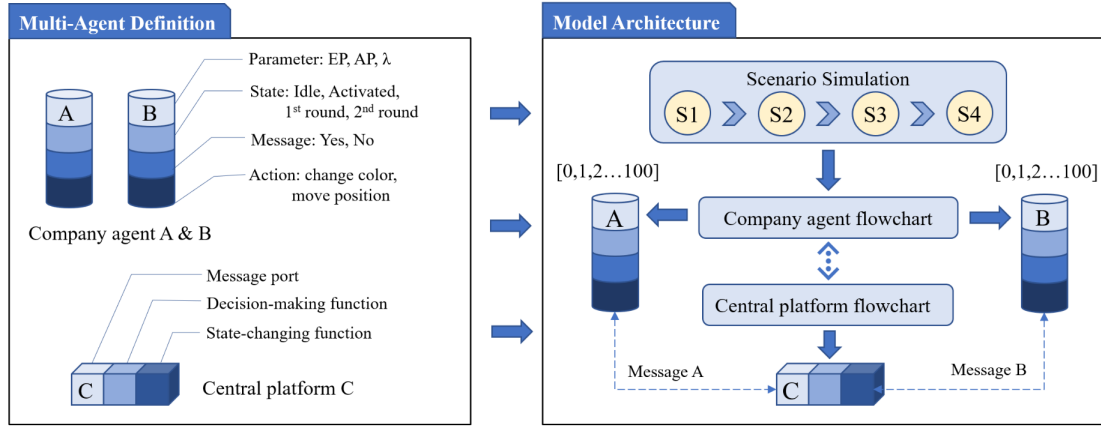 Multi-Agent Definition
Parameter: EP, AP, λ
A
B
State: Idle, Activated,
1st round, 2nd round
Message: Yes, No
Action: change color,
move position
Company agent A & B
Message port
Decision-making function
State-changing function
C
Central platform C
Model Architecture
Scenario Simulation
S1
S2
S3
S4
[0,1,2…100]
[0,1,2…100]
A
Company agent flowchart
B
Central platform flowchart
Message A
Message B
C